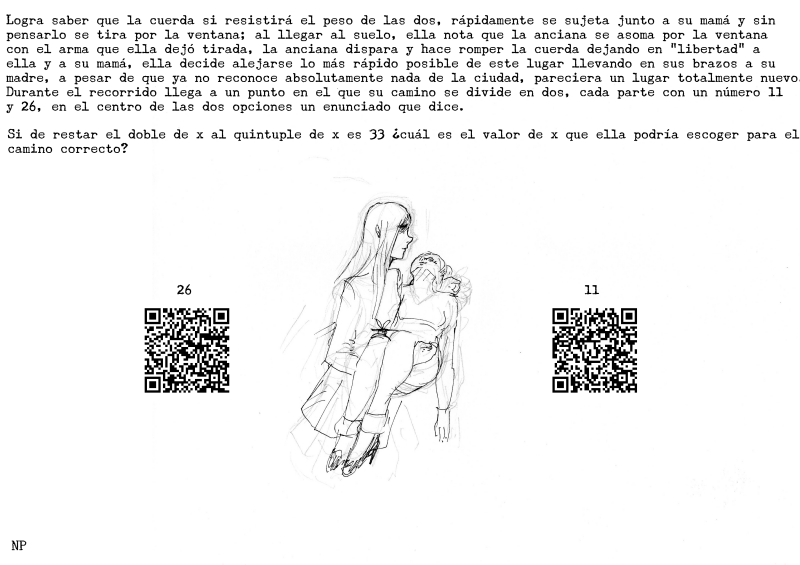 Logra saber que la cuerda si resistirá el peso de las dos, rápidamente se sujeta junto a su mamá y sin
pensarlo se tira por la ventana; al llegar al suelo, ella nota que la anciana se asoma por la ventana
con el arma que ella dejó tirada, la anciana dispara y hace romper la cuerda dejando en "libertad" a
ella y a su mamá, ella decide alejarse lo más rápido posible de este lugar llevando en sus brazos a su
madre, a pesar de que ya no reconoce absolutamente nada de la ciudad, pareciera un lugar totalmente nuevo.
Durante el recorrido llega a un punto en el que su camino se divide en dos, cada parte con un número 11
y 26, en el centro de las dos opciones un enunciado que dice.
Si de restar el doble de x al quintuple de x es 33 ¿cuál es el valor de x que ella podría escoger para el
camino correcto?
26
11
NP